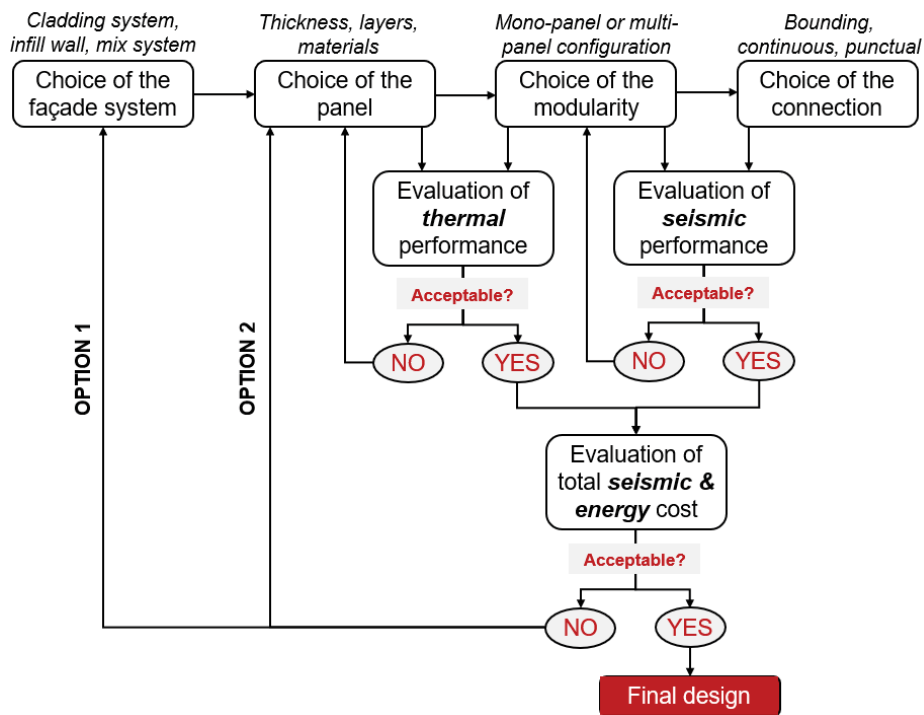 Cladding system,
infill wall, mix system
Thickness, layers,
materials
Mono-panel or multi-
panel configuration
Bounding,
continuous, punctual
Choice of the
façade system
Choice of the
panel
Choice of the
modularity
Choice of the
connection
Evaluation of
thermal
performance
Evaluation of
seismic
performance
Acceptable?
Acceptable?
NO
YES
NO
YES
OPTION 1
OPTION 2
Evaluation of
total seismic &
energy cost
Acceptable?
NO
YES
Final design